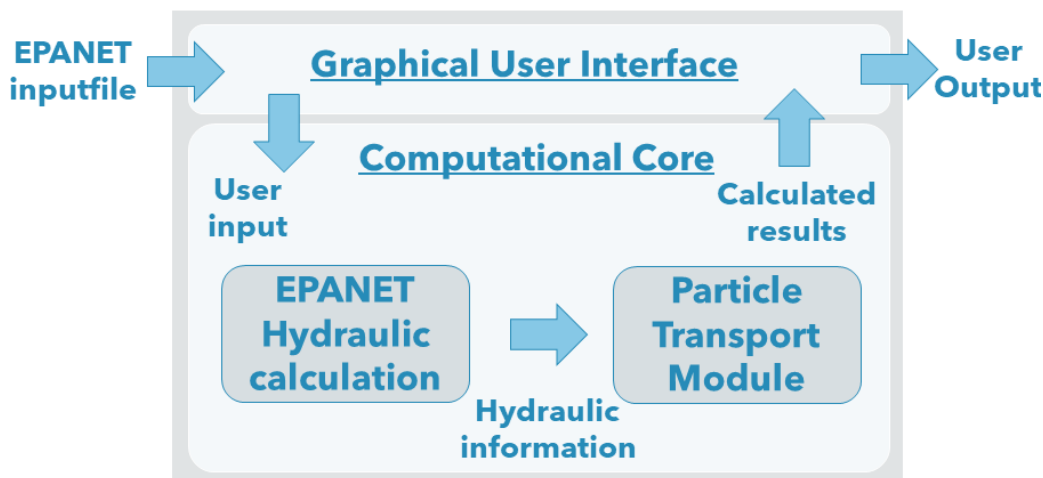 EPANET
inputfile
Graphical User Interface
User
Output
Computational Core
User
input
Calculated
results
EPANET
Hydraulic
calculation
Particle
Transport
Module
Hydraulic
information